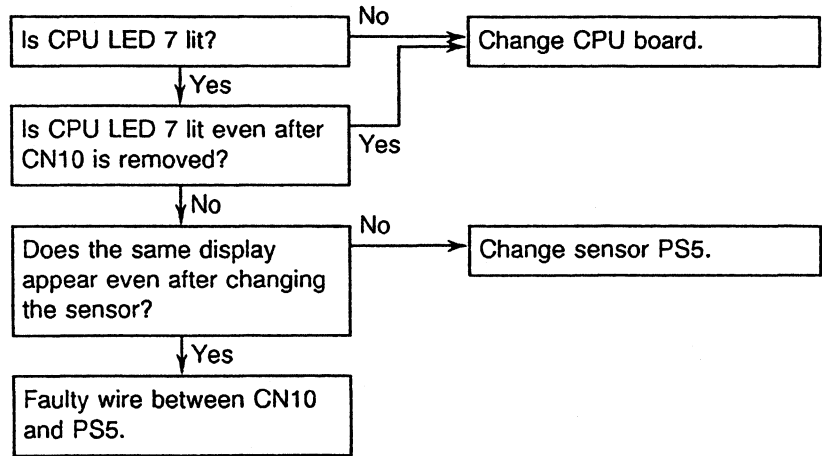 Is CPU LED 7 lit?
No
Change CPU board.
Yes
Is CPU LED 7 lit even after
CN10 is removed?
Yes
No
Does the same display
appear even after changing
the sensor?
No
Change sensor PS5.
Yes
Faulty wire between CN10
and PS5.